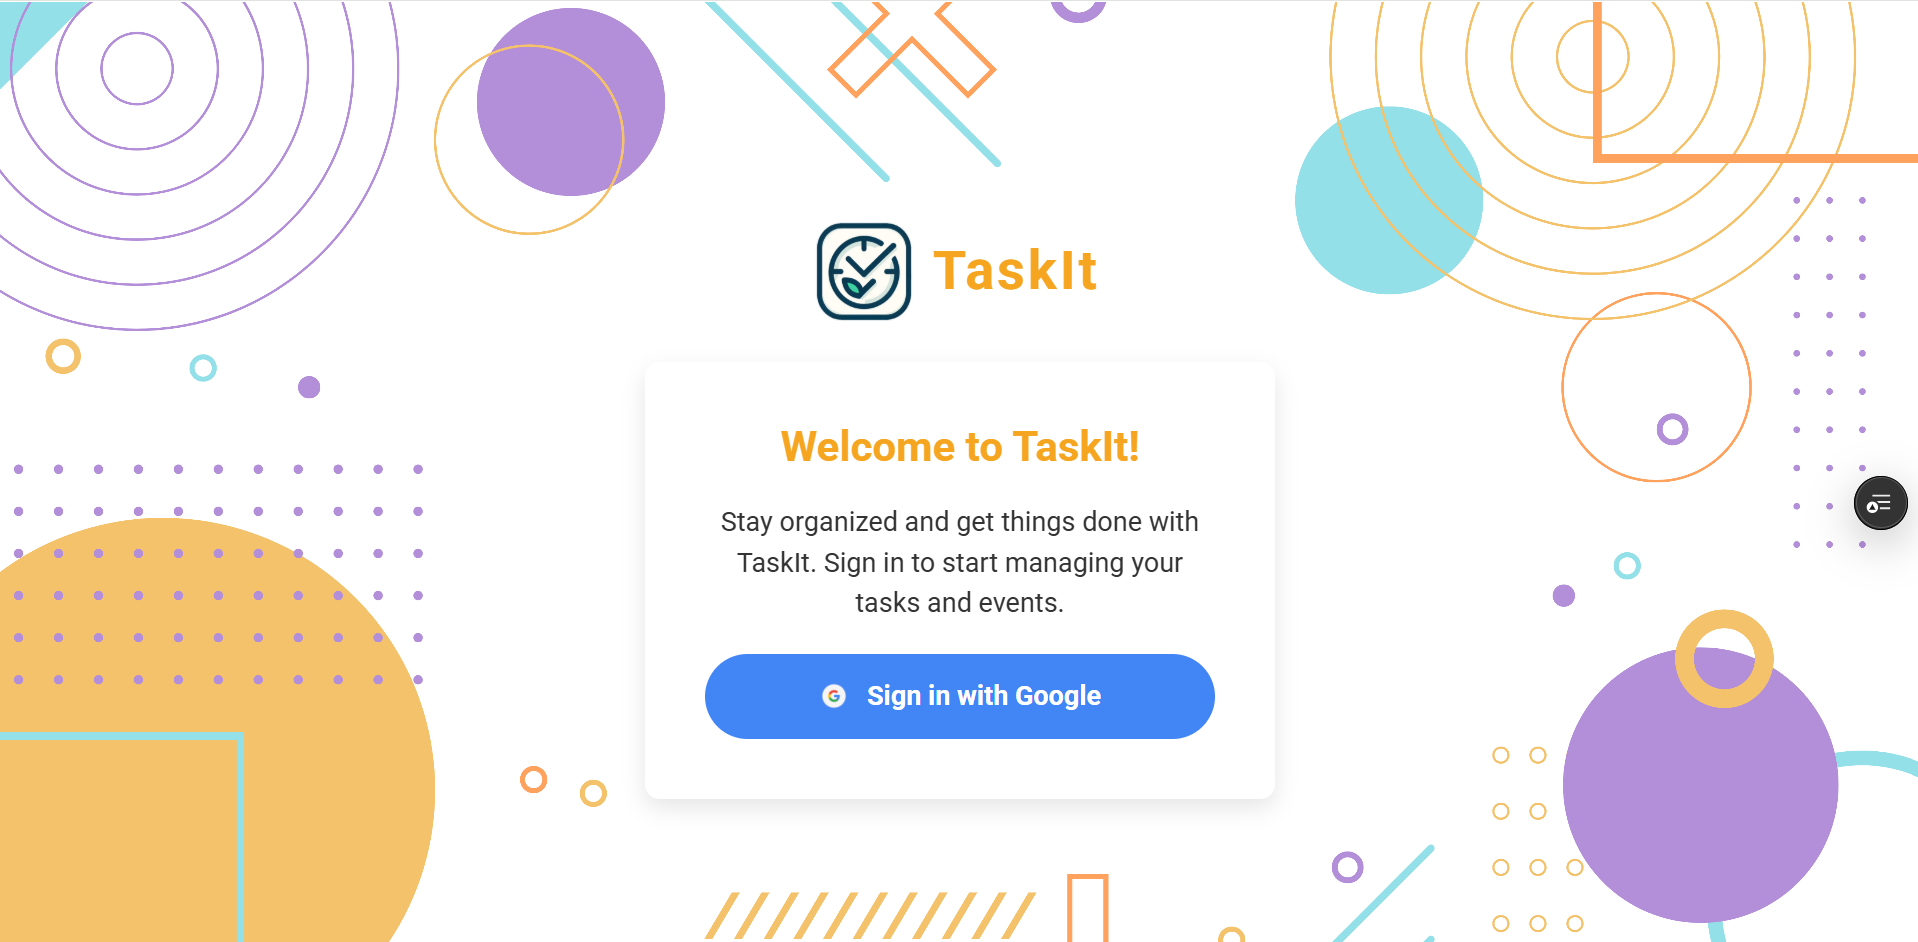 TaskIt
Welcome to TaskIt!
Stay organized and get things done with
TaskIt. Sign in to start managing your
tasks and events.
Sign in with Google